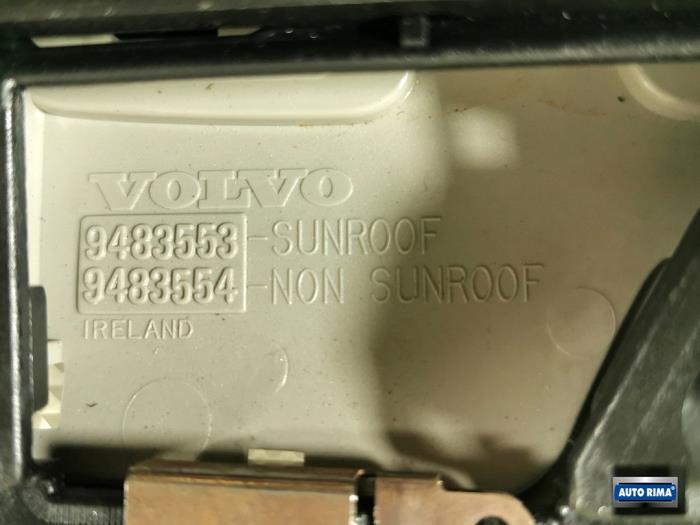 VOLVO
9483553 -SUNROOF
9483554 -NON SUNROOF
IRELAND
AUTO RIMA